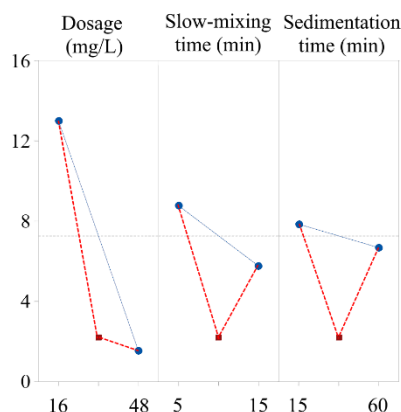 Dosage Slow-mixing Sedimentation
(mg/L) time (min) time (min)
16
12
8
4
0
16 48 5 15 15 60